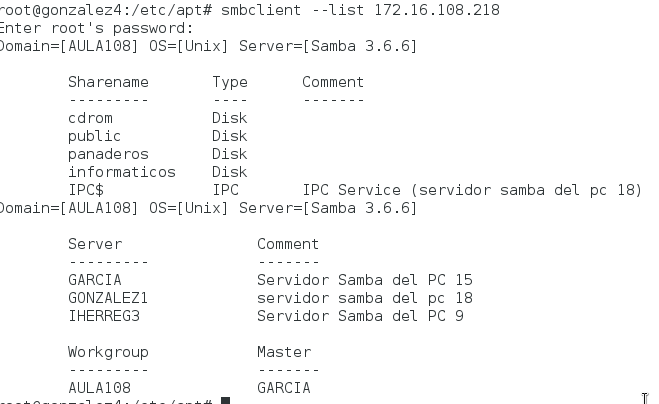 root@gonzalez4:/etc/apt# smbclient --list 172.16.108.218
Enter root's password:
Domain=[AULA108] OS=[Unix] Server=[Samba 3.6.6]
Sharename Type Comment
--------- ---- -------
cdrom Disk
public Disk
panaderos Disk
informaticos Disk
IPC$ IPC IPC Service (servidor samba del pc 18)
Domain=[AULA108] OS=[Unix] Server=[Samba 3.6.6]
Server Comment
--------- -------
GARCIA Servidor Samba del PC 15
GONZALEZ1 servidor samba del pc 18
IHERREG3 Servidor Samba del PC 9
Workgroup Master
--------- -------
AULA108 GARCIA
root@gonzalez4:/etc/apt#